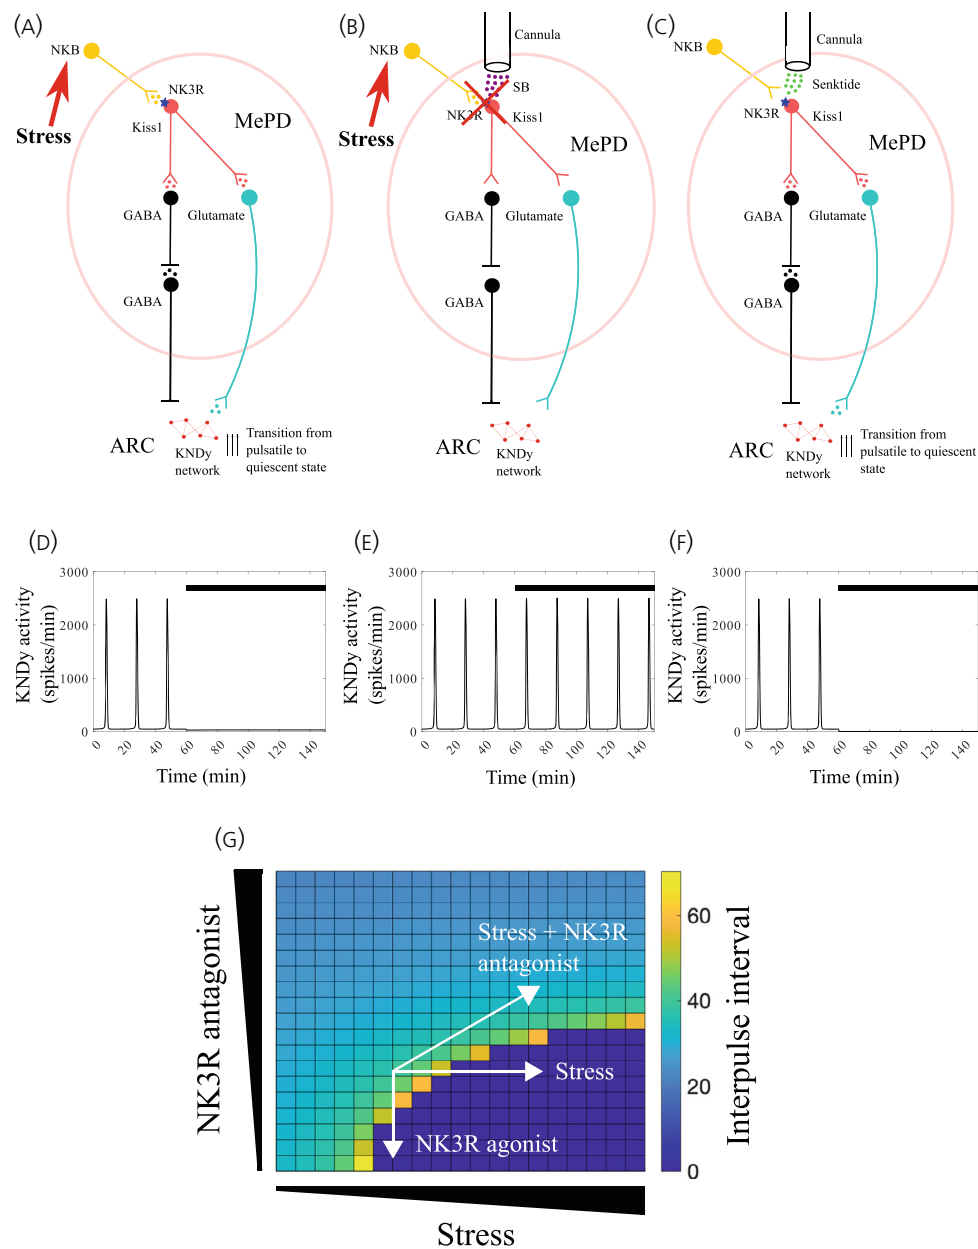 (A)
NKB
NK3R
Kiss1
Stress
MePD
GABA
Glutamate
GABA
ARC
KNDy
network
Transition from
pulsatile to
quiescent state
(B)
Cannula
NKB
SB
NK3R
Kiss1
Stress
MePD
GABA
Glutamate
GABA
ARC
KNDy
network
(C)
Cannula
NKB
Senktide
NK3R
Kiss1
MePD
GABA
Glutamate
GABA
ARC
KNDy
network
Transition from
pulsatile to quiescent
state
(D)
KNDy activity
(spikes/min)
3000
2000
1000
0
0 20 40 60 80 100 120 140
Time (min)
(E)
KNDy activity
(spikes/min)
3000
2000
1000
0
0 20 40 60 80 100 120 140
Time (min)
(F)
KNDy activity
(spikes/min)
3000
2000
1000
0
0 20 40 60 80 100 120 140
Time (min)
(G)
NK3R antagonist
Stress + NK3R
antagonist
Stress
NK3R agonist
Stress
60
40
20
0
Interpulse interval